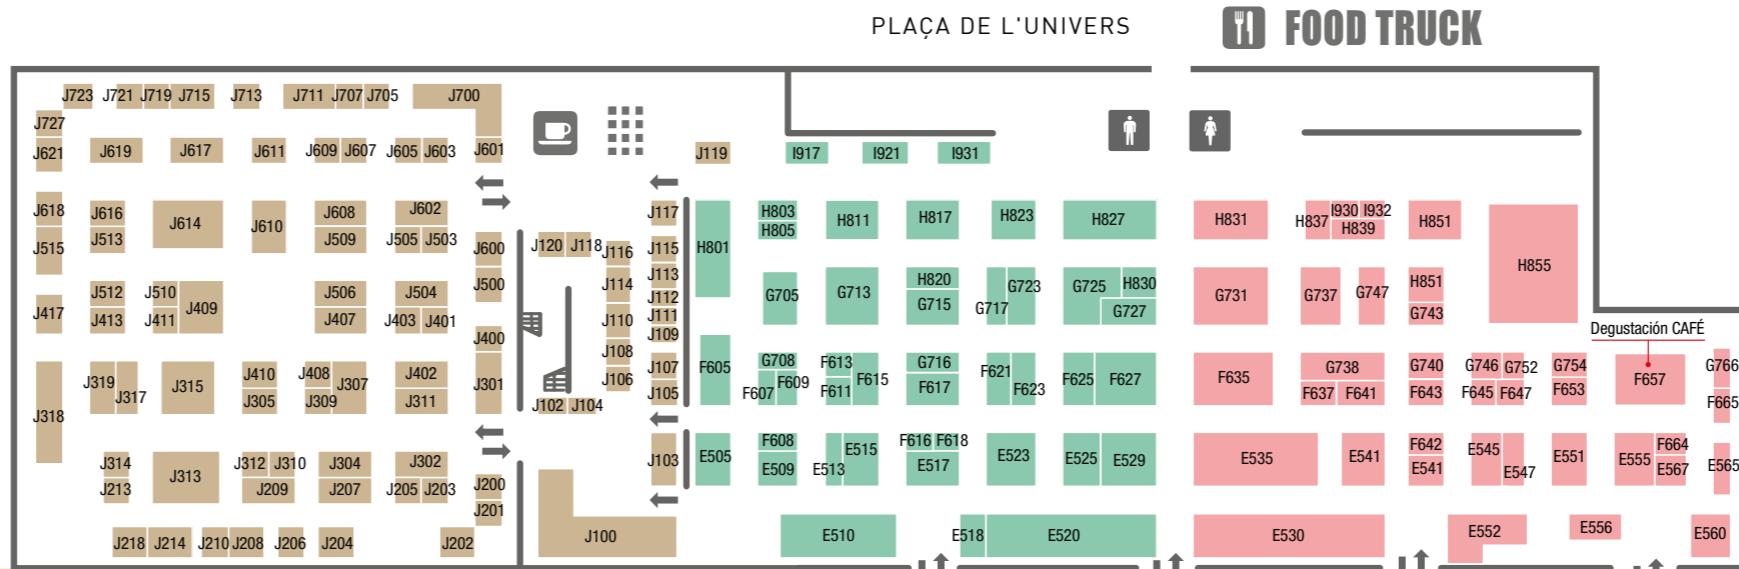 PLAÇA DE L'UNIVERS
FOOD TRUCK
J723 J721 J719 J715 J713 J711 J707 J705 J700
J727
J621 J619 J617 J611 J609 J607 J605 J603 J601
J119 I917 I921 I931
J618 J616 J614 J610 J608 J602
J515 J513 J509 J505 J503
J600 J120 J118 J117
J500 J116 J115
J114 J113
J112
J110 J111
J109
J108 J107
J106 J105
J102 J104
H801 H803 H811 H817 H823 H827 H831 H837 I930 I932 H851
H805 H839 H855
J417 J512 J510 J409 J506 J504
J413 J411 J407 J403 J401
J400
J301
G705 G713 H820 G717 G723 G725 H830 G731 G737 G747 H851
G715 G727 G743
Degustación CAFÉ
J318 J319 J317 J315 J410 J408 J307 J402
J305 J309 J311
F605 G708 F613 F615 G716 F621 F623 F625 F627 F635 G738 G740 G746 G752 G754 F657 G766
F607 F609 F611 F617 F637 F641 F643 F645 F647 F653 F665
J314 J313 J312 J310 J304 J302
J213 J209 J207 J205 J203 J200
J201
J103 E505 F608 E513 E515 F616 F618 E523 E525 E529 E535 E541 F642 E545 E547 E551 E555 F664 E565
E509 E517 E541 E567
J218 J214 J210 J208 J206 J204 J202 J100 E510 E518 E520 E530 E552 E556 E560